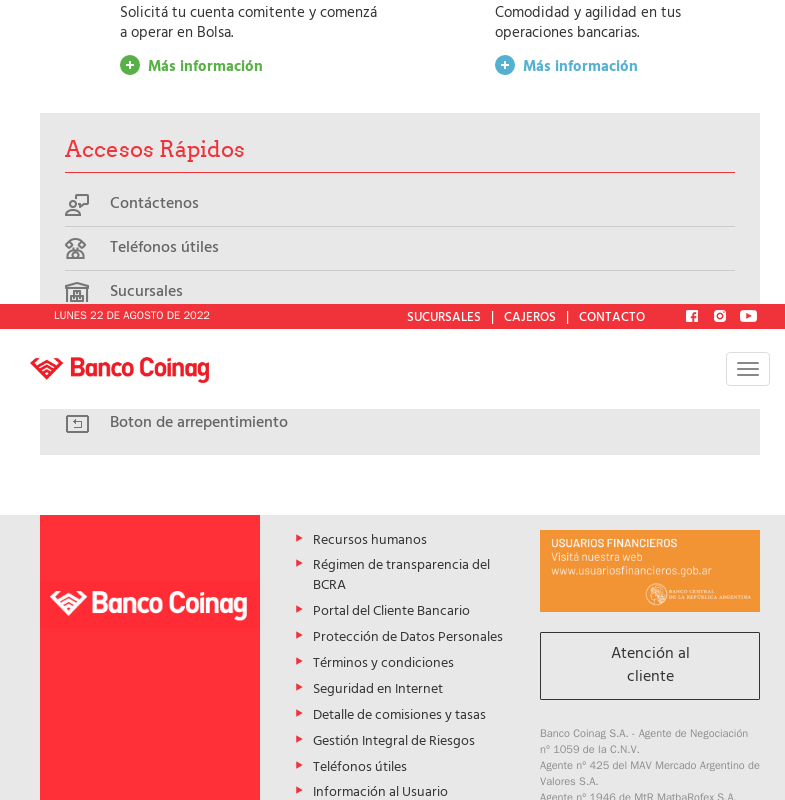 Solicitá tu cuenta comitente y comenzá
a operar en Bolsa.
Más información
Comodidad y agilidad en tus
operaciones bancarias.
Más información
Accesos Rápidos
Contáctenos
Teléfonos útiles
Sucursales
LUNES 22 DE AGOSTO DE 2022
SUCURSALES | CAJEROS | CONTACTO
Banco Coinag
Boton de arrepentimiento
Banco Coinag
Recursos humanos
Régimen de transparencia del
BCRA
Portal del Cliente Bancario
Protección de Datos Personales
Términos y condiciones
Seguridad en Internet
Detalle de comisiones y tasas
Gestión Integral de Riesgos
Teléfonos útiles
Información al Usuario
USUARIOS FINANCIEROS
Visitá nuestra web
www.usuariosfinancieros.gob.ar
BANCO CENTRAL
DE LA REPÚBLICA ARGENTINA
Atención al
cliente
Banco Coinag S.A. - Agente de Negociación
nº 1059 de la C.N.V.
Agente nº 425 del MAV Mercado Argentino de
Valores S.A.
Agente nº 1946 de MtR MatbaRofex S.A.